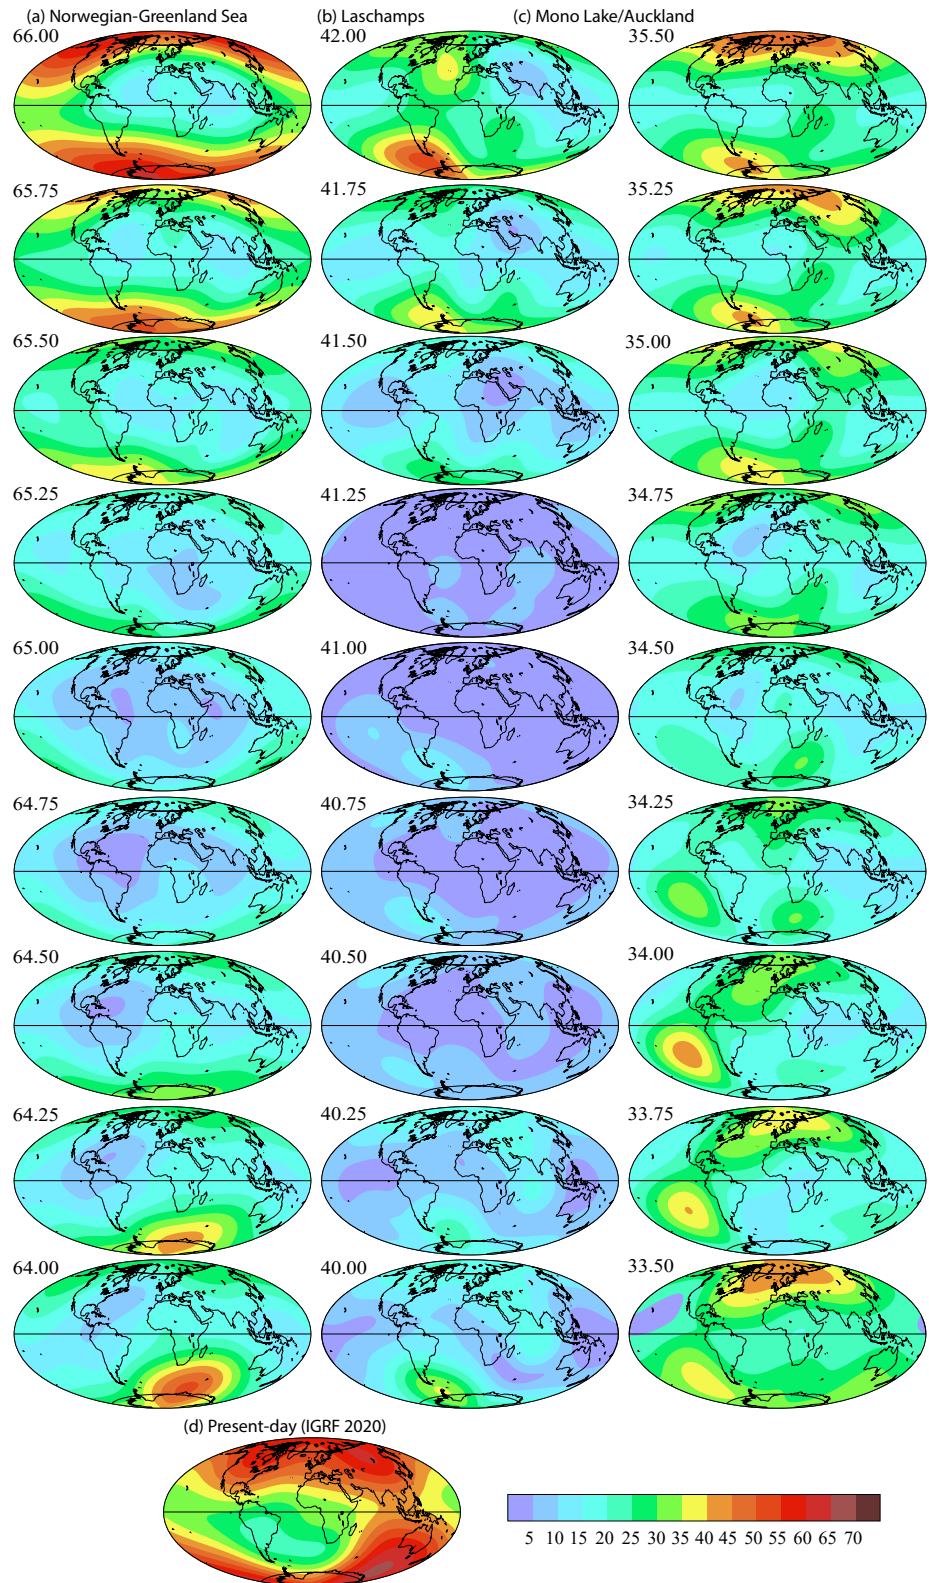 (a) Norwegian-Greenland Sea (b) Laschamps (c) Mono Lake/Auckland
66.00 42.00 35.50
65.75 41.75 35.25
65.50 41.50 35.00
65.25 41.25 34.75
65.00 41.00 34.50
64.75 40.75 34.25
64.50 40.50 34.00
64.25 40.25 33.75
64.00 40.00 33.50
(d) Present-day (IGRF 2020)
5 10 15 20 25 30 35 40 45 50 55 60 65 70